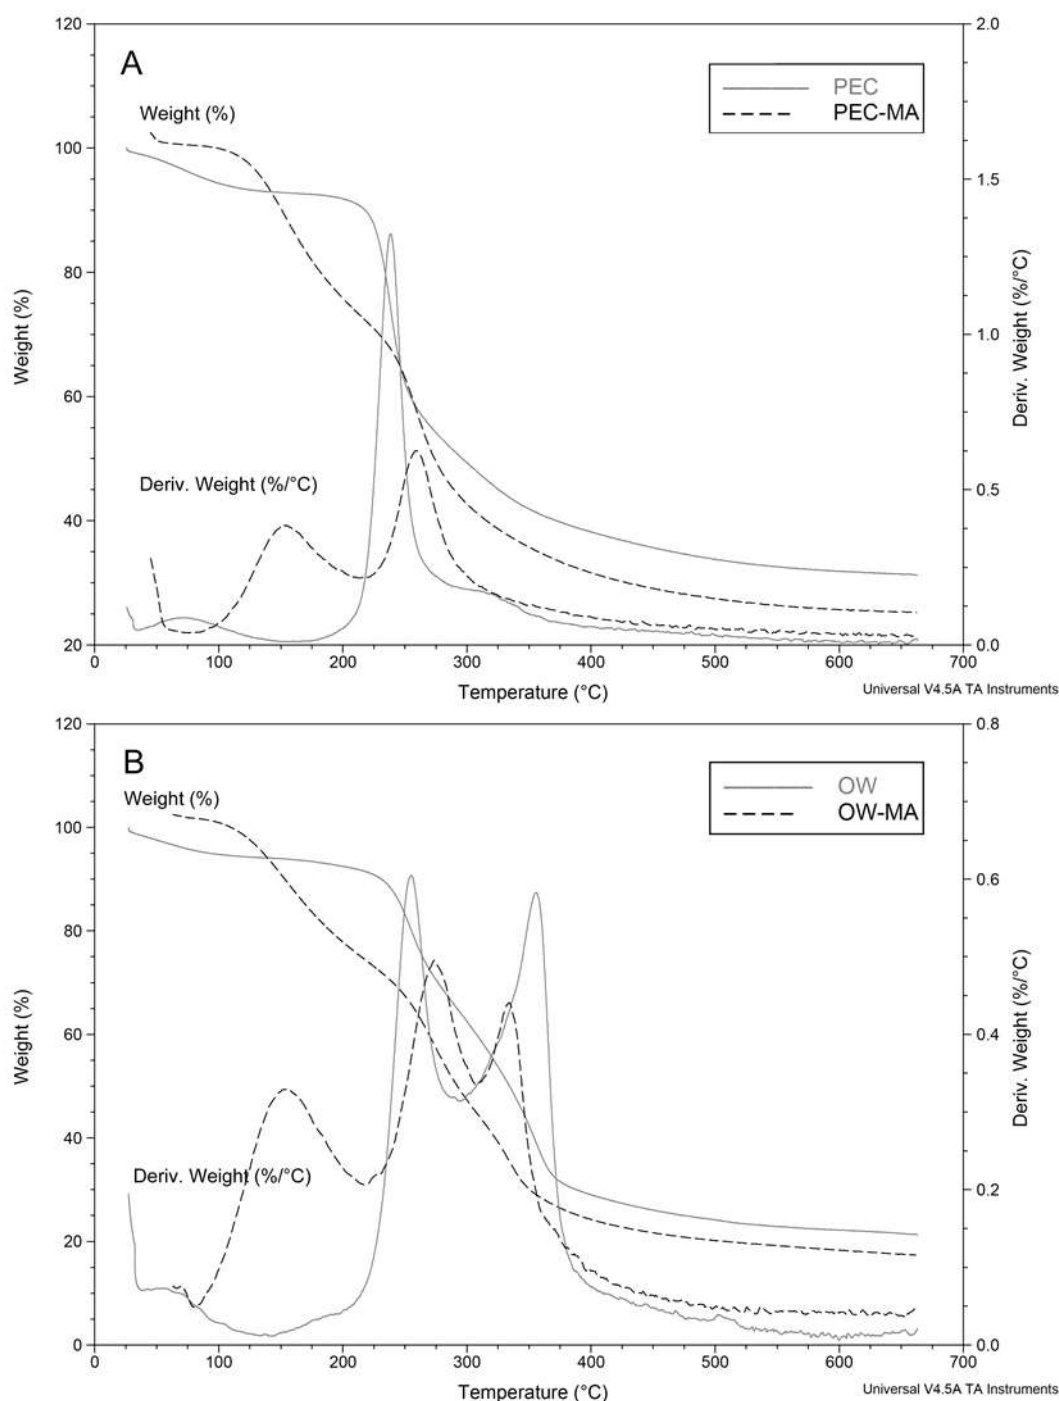 A
PEC
PEC-MA
Weight (%)
Deriv. Weight (%/°C)
120
100
80
60
40
20
Weight (%)
2.0
1.5
1.0
0.5
0.0
Deriv. Weight (%/°C)
0 100 200 300 400 500 600 700
Temperature (°C)
Universal V4.5A TA Instruments
B
OW
OW-MA
Weight (%)
Deriv. Weight (%/°C)
120
100
80
60
40
20
0
Weight (%)
0.8
0.6
0.4
0.2
0.0
Deriv. Weight (%/°C)
0 100 200 300 400 500 600 700
Temperature (°C)
Universal V4.5A TA Instruments